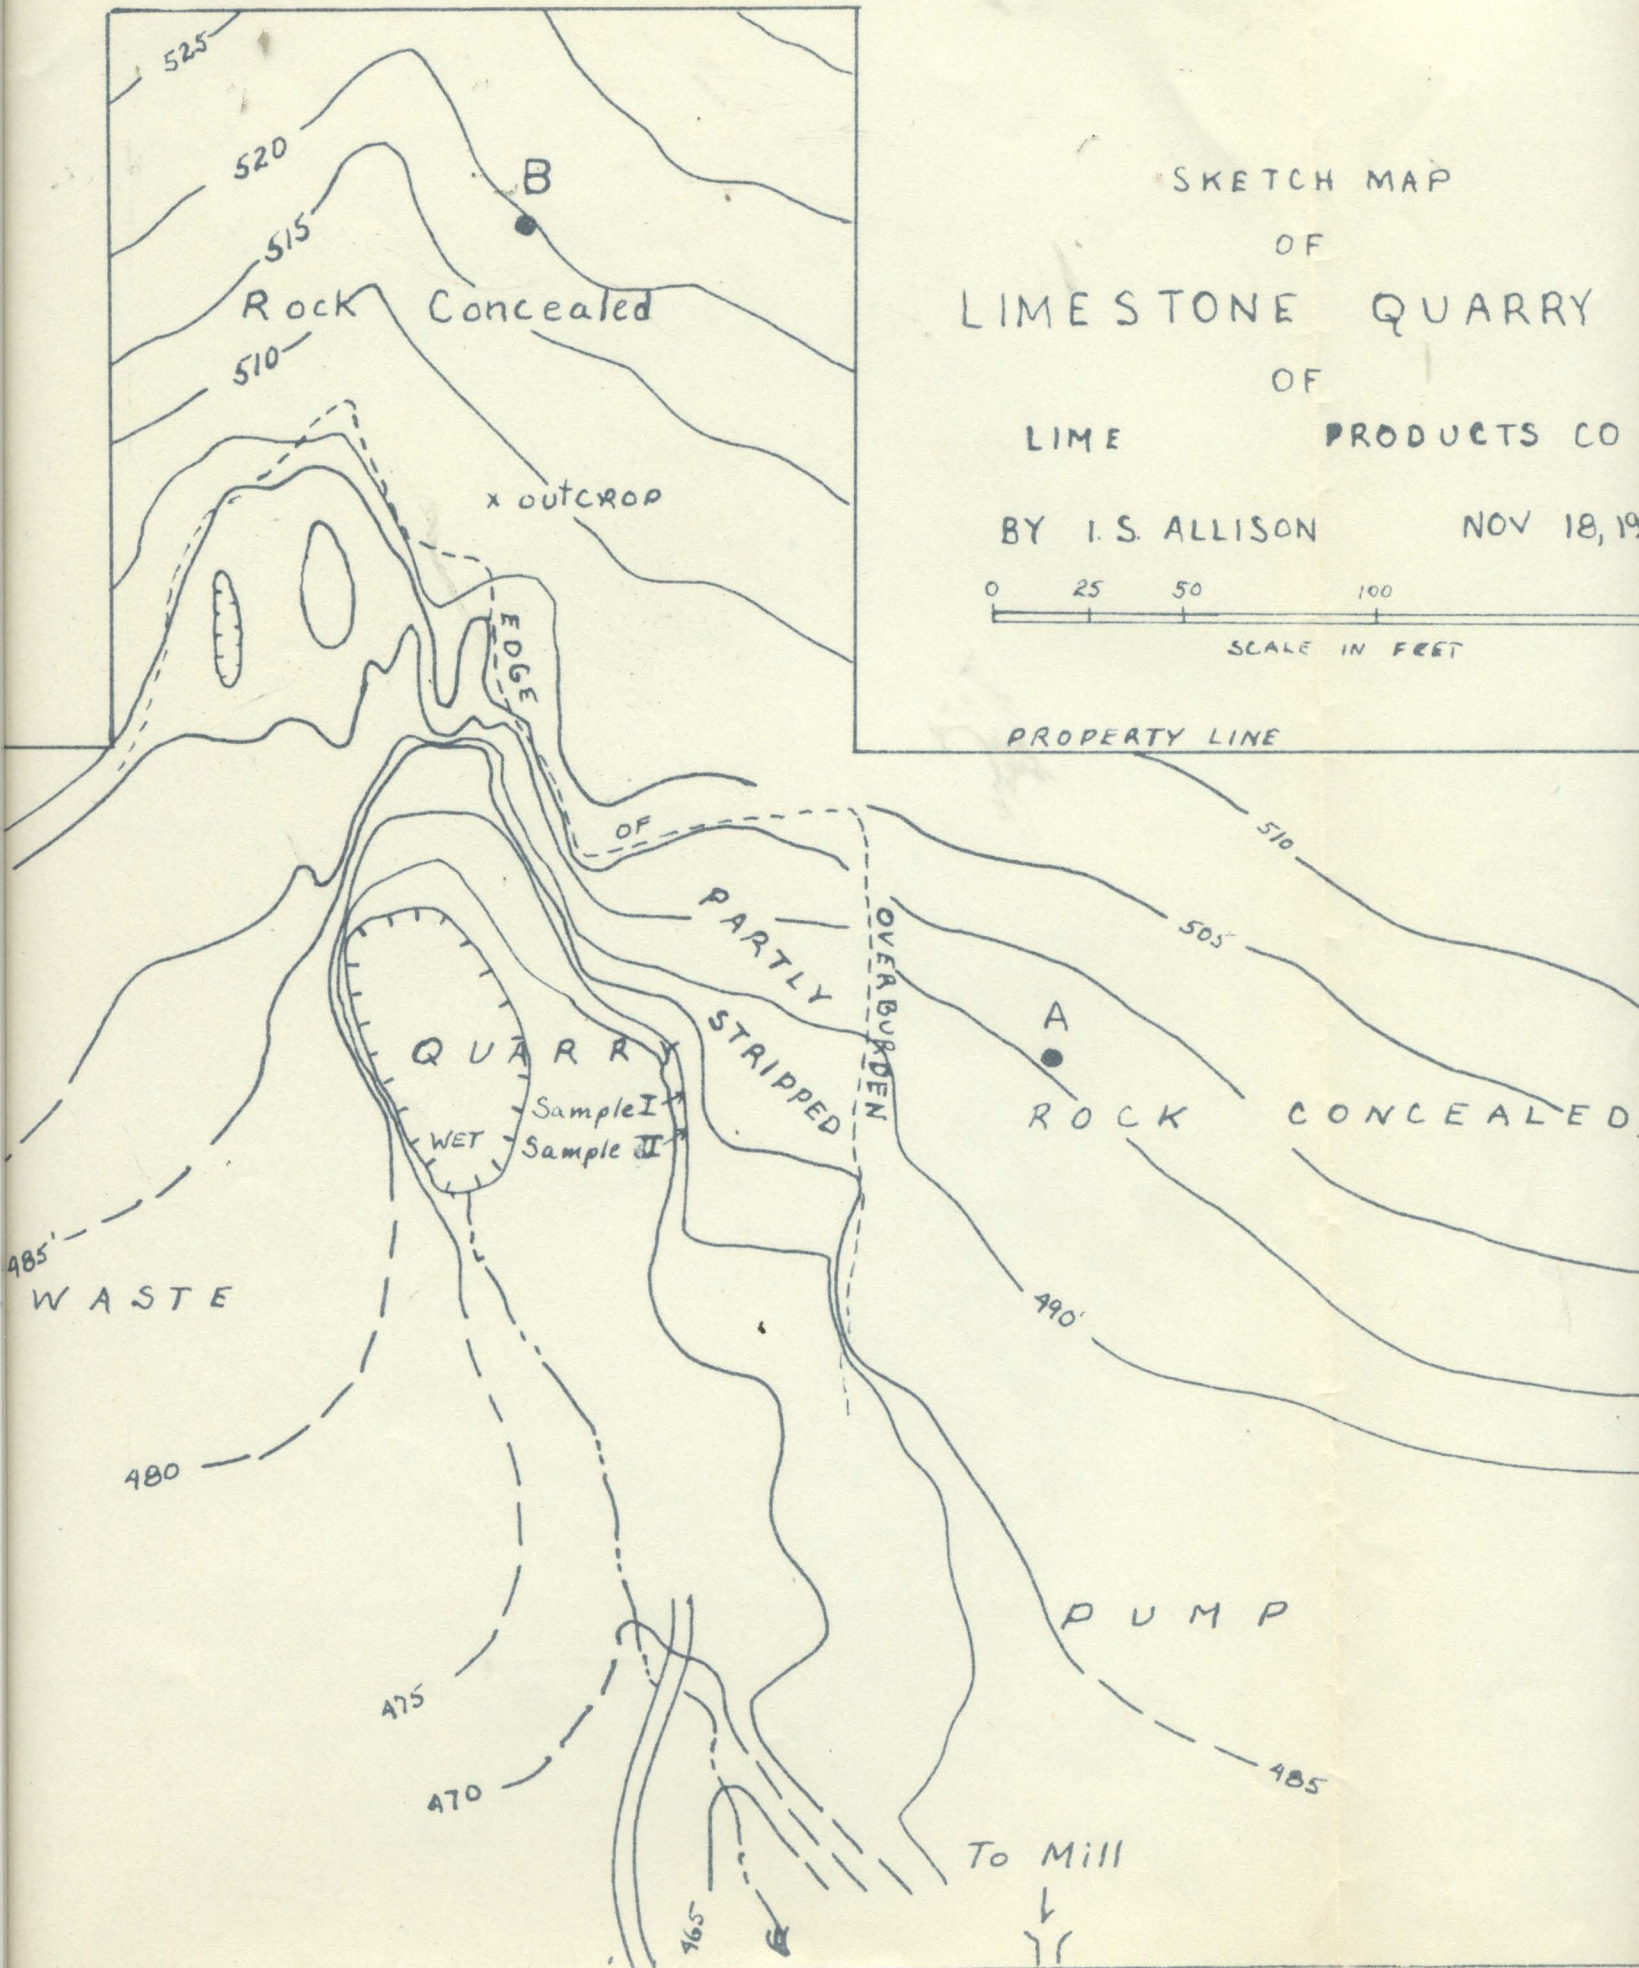 525
520
B
SKETCH MAP
OF
515
Rock Concealed
LIMESTONE QUARRY
510
OF
LIME PRODUCTS CO
x OUTCROP
BY I. S. ALLISON NOV 18, 19
0 25 50 100
SCALE IN FEET
EDGE
PROPERTY LINE
OF
510
PARTLY
OVERBURDEN
505
STRIPPED
A
QUARRY
Sample I
ROCK CONCEALED
WET
Sample II
485'
WASTE
490'
480
DUMP
475
485
470
To Mill
465